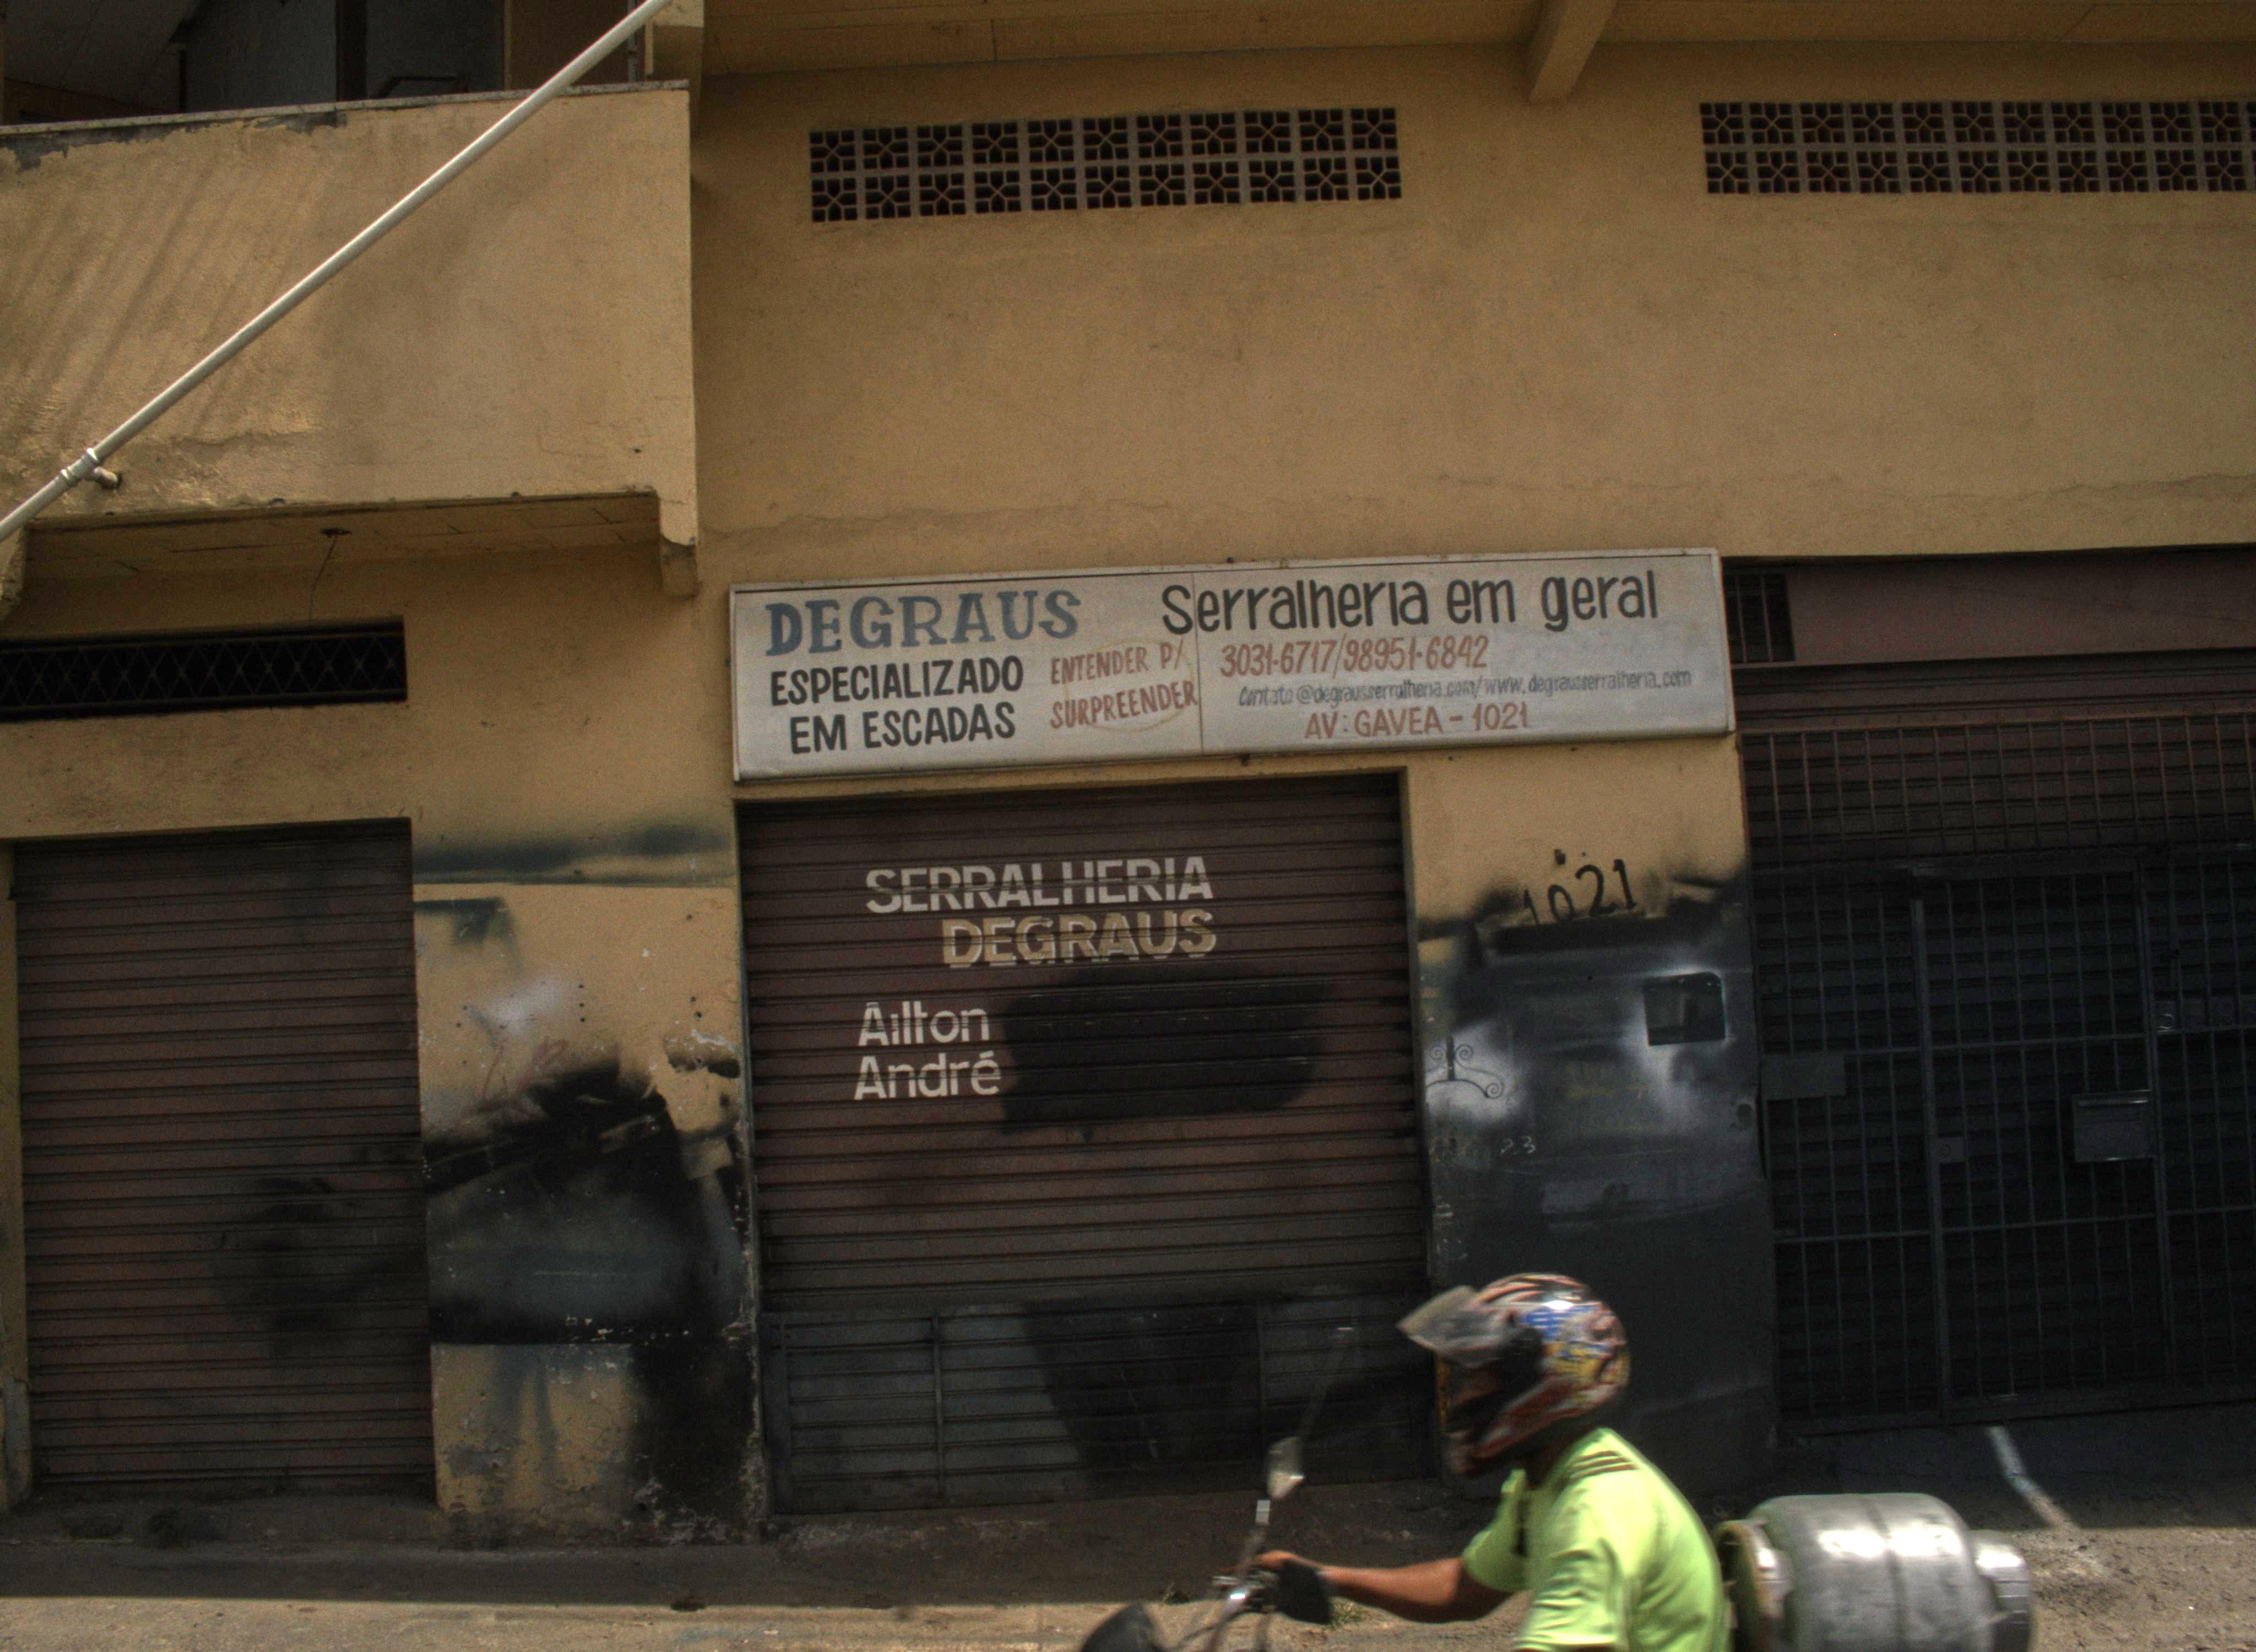 DEGRAUS
ESPECIALIZADO
EM ESCADAS
ENTENDER P/
SURPREENDER
Serralheria em geral
3031-6717/98951-6842
Contato@degrausserralheria.com/www.degrausserralheria.com
AV: GAVEA - 1021
SERRALHERIA
DEGRAUS
Ailton
André
1021